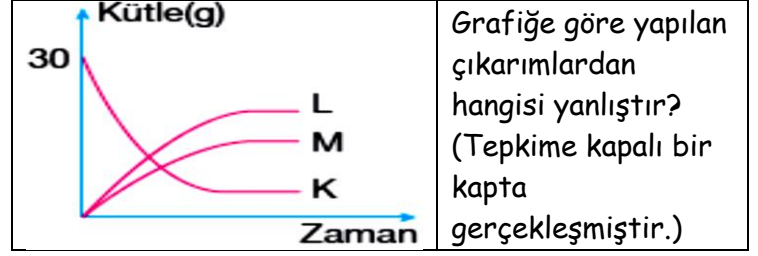 Kütle(g)
30
L
M
K
Zaman
Grafiğe göre yapılan
çıkarımlardan
hangisi yanlıştır?
(Tepkime kapalı bir
kapta
gerçekleşmiştir.)